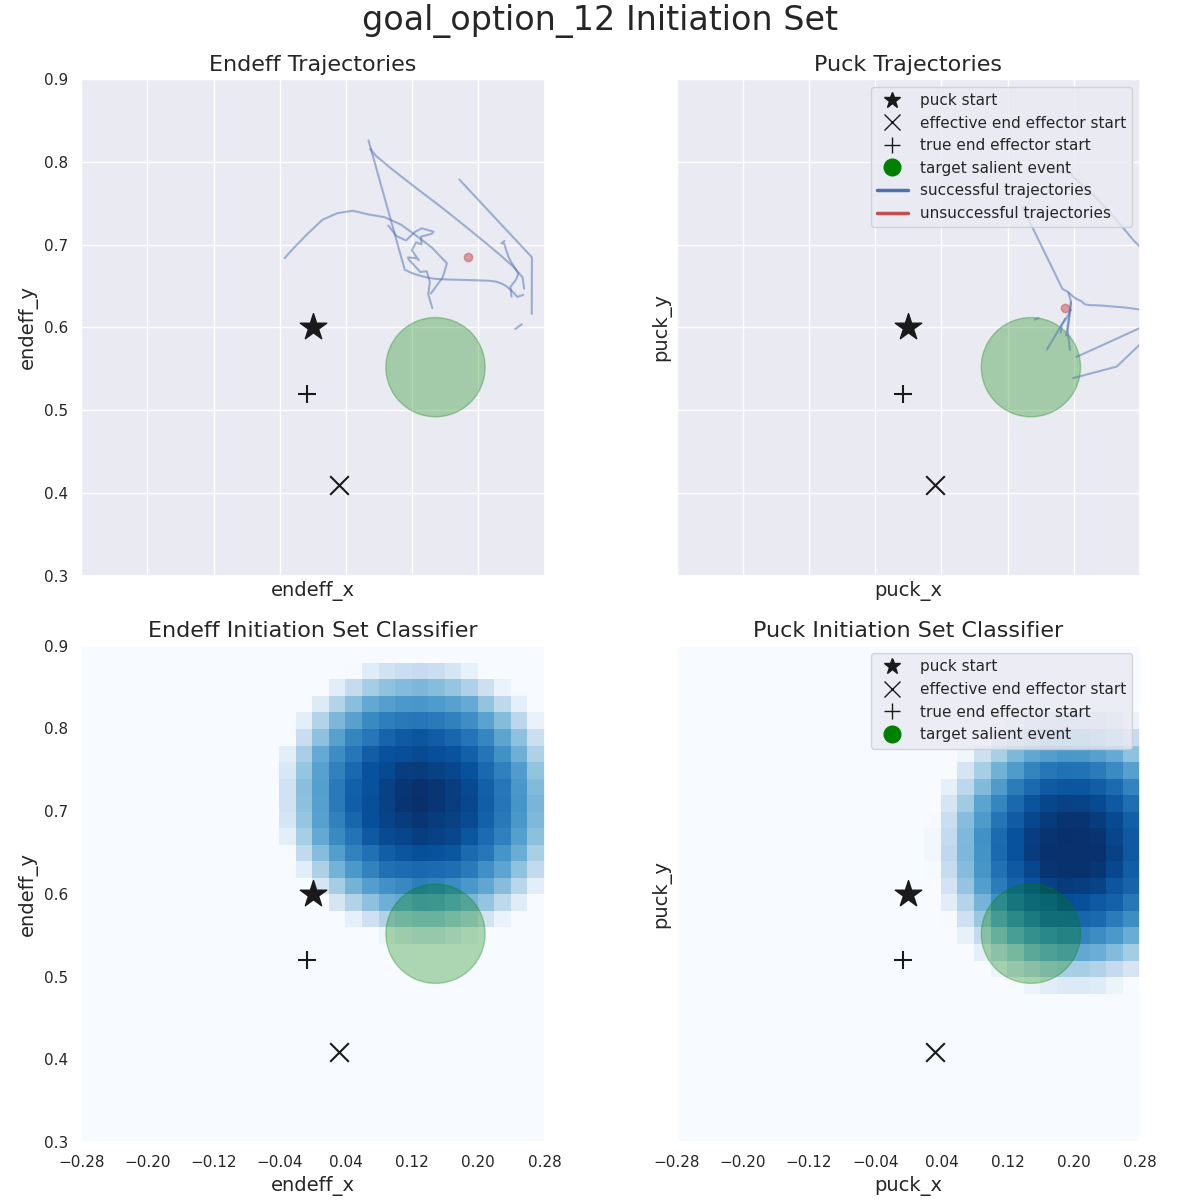 goal_option_12 Initiation Set
Endeff Trajectories
0.9
0.8
0.7
0.6
0.5
0.4
0.3
endeff_y
endeff_x
Puck Trajectories
puck start
effective end effector start
true end effector start
target salient event
successful trajectories
unsuccessful trajectories
puck_y
puck_x
Endeff Initiation Set Classifier
0.9
0.8
0.7
0.6
0.5
0.4
0.3
endeff_y
−0.28 −0.20 −0.12 −0.04 0.04 0.12 0.20 0.28
endeff_x
Puck Initiation Set Classifier
puck start
effective end effector start
true end effector start
target salient event
puck_y
−0.28 −0.20 −0.12 −0.04 0.04 0.12 0.20 0.28
puck_x